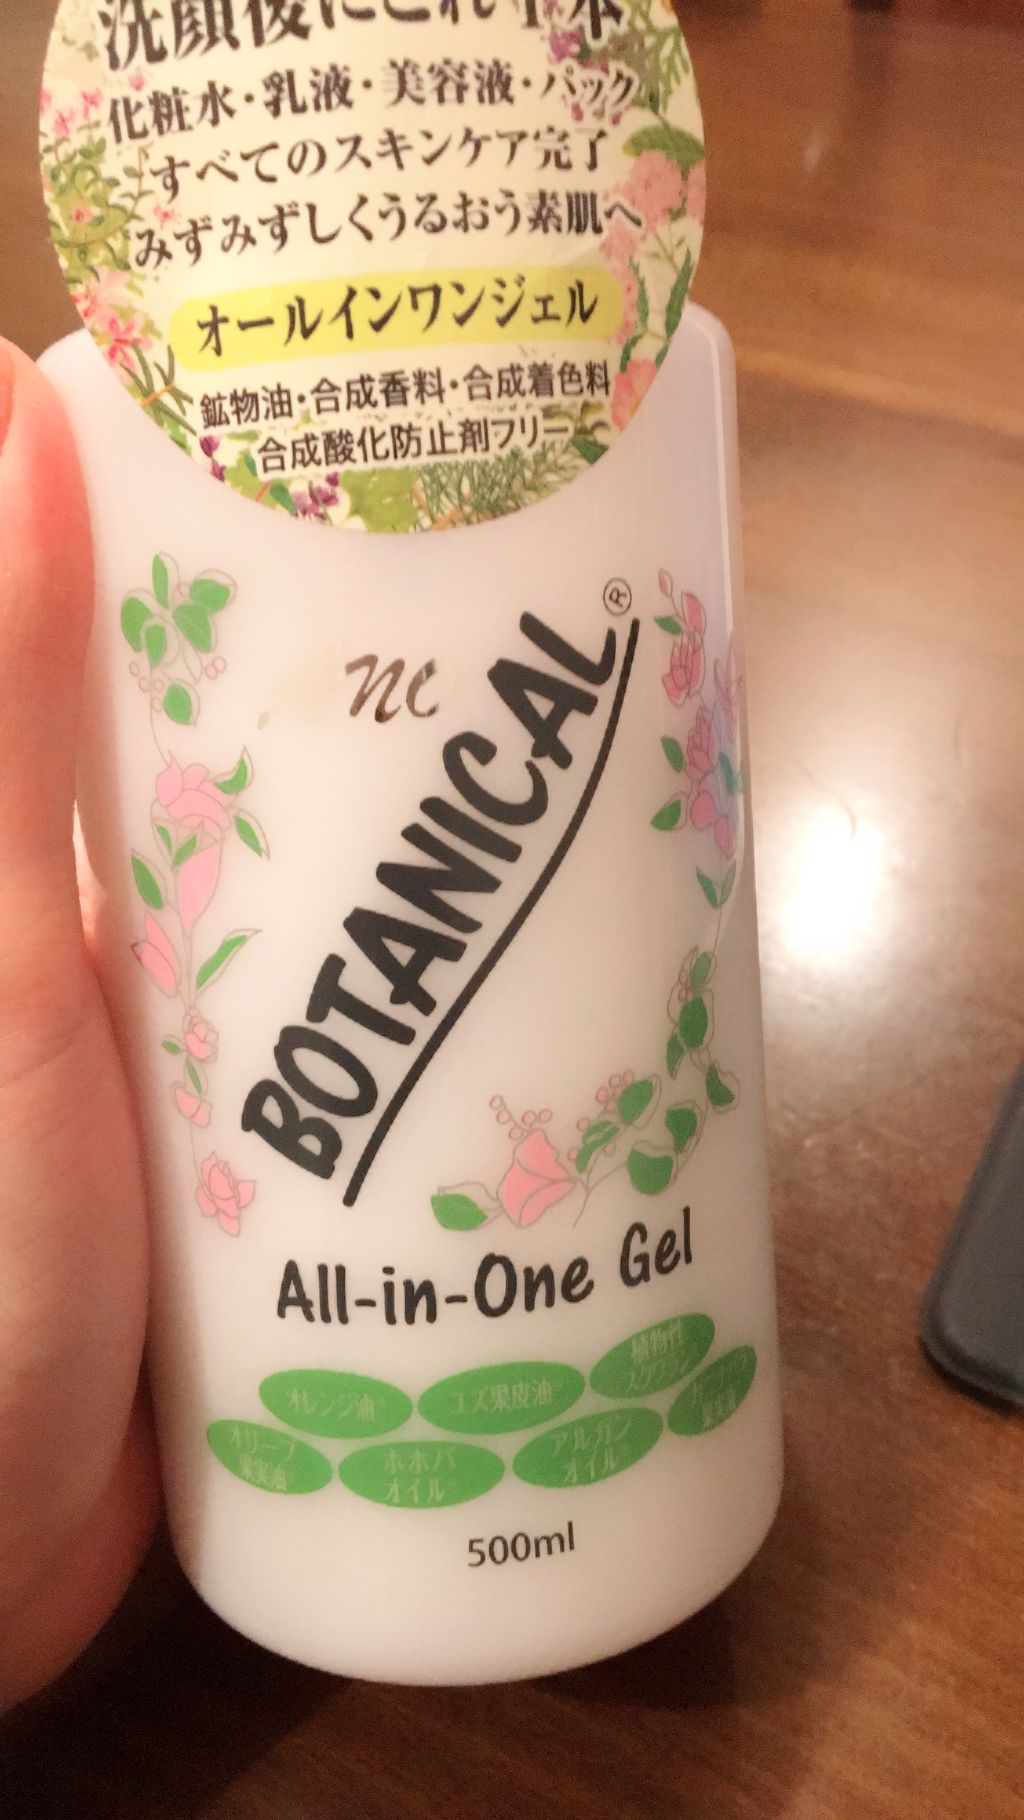 洗顔後にこれ1本
化粧水・乳液・美容液・パック
すべてのスキンケア完了
みずみずしくうるおう素肌へ
オールインワンジェル
鉱物油・合成香料・合成着色料
合成酸化防止剤フリー
nc
BOTANICAL®
All-in-One Gel
オレンジ油
ユズ果皮油
植物性
スクワラン
オリーブ
果実油
ホホバ
オイル
アルガン
オイル
500ml